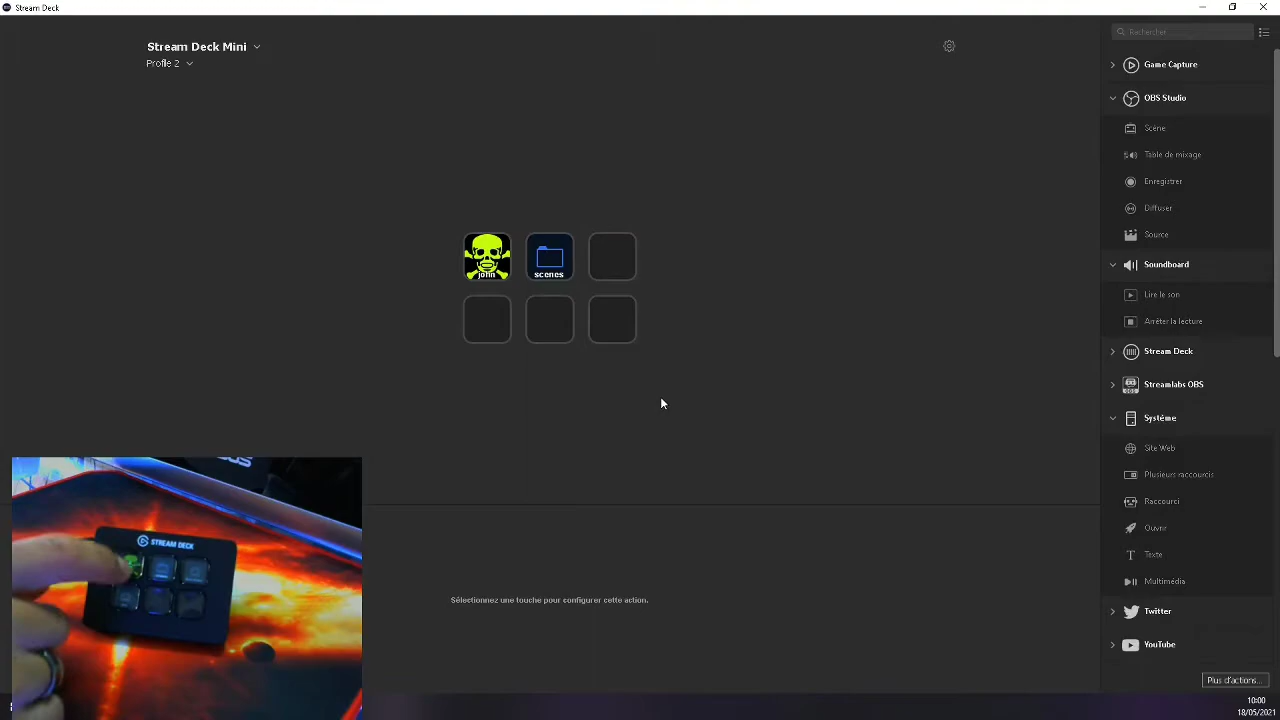 Stream Deck
Stream Deck Mini
Profile 2
Rechercher
Game Capture
OBS Studio
Scène
Table de mixage
Enregistrer
Diffuser
Source
Soundboard
Lire le son
Arrêter la lecture
Stream Deck
Streamlabs OBS
Système
Site Web
Plusieurs raccourcis
Raccourci
Ouvrir
Texte
Multimédia
Twitter
YouTube
Plus d'actions...
john
scenes
Sélectionnez une touche pour configurer cette action.
STREAM DECK
10:00
18/05/2021